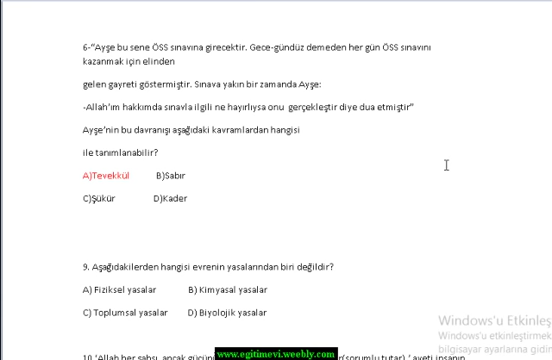 6-"Ayşe bu sene ÖSS sınavına girecektir. Gece-gündüz demeden her gün ÖSS sınavını
kazanmak için elinden
gelen gayreti göstermiştir. Sınava yakın bir zamanda Ayşe:
-Allah'ım hakkımda sınavla ilgili ne hayırlıysa onu gerçekleştir diye dua etmiştir"
Ayşe'nin bu davranışı aşağıdaki kavramlardan hangisi
ile tanımlanabilir?
A)Tevekkül B)Sabır
C)Şükür D)Kader
9. Aşağıdakilerden hangisi evrenin yasalarından biri değildir?
A) Fiziksel yasalar B) Kimyasal yasalar
C) Toplumsal yasalar D) Biyolojik yasalar
Windows'u Etkinleş
Windows'u etkinleştirmek
bilgisayar ayarlarına gidin
10.'Allah her şahsı, ancak gücün r(sorumlu tutar).' ayeti insanın
www.egitimevi.weebly.com